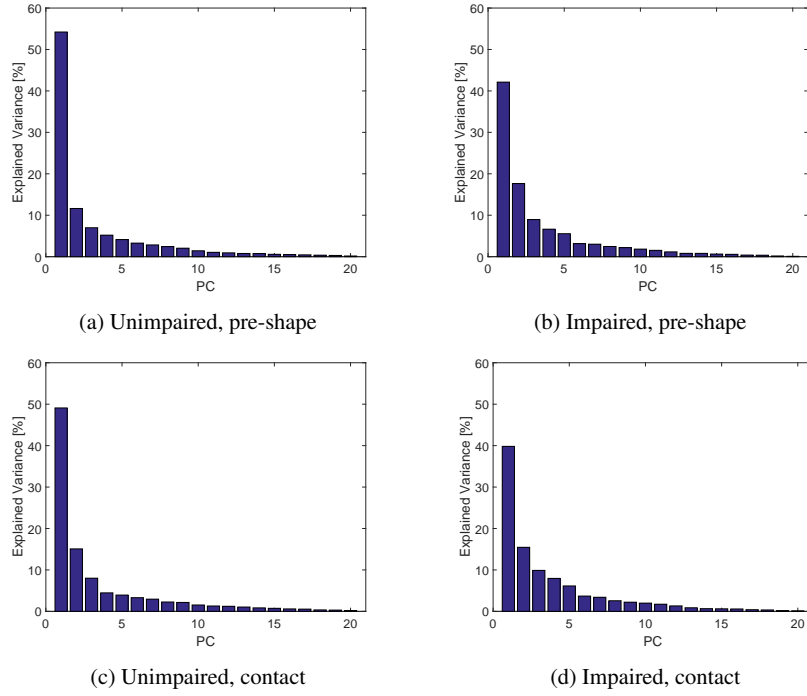 60
50
40
30
20
10
0
Explained Variance [%]
0 5 10 15 20
PC
(a) Unimpaired, pre-shape
60
50
40
30
20
10
0
Explained Variance [%]
0 5 10 15 20
PC
(b) Impaired, pre-shape
60
50
40
30
20
10
0
Explained Variance [%]
0 5 10 15 20
PC
(c) Unimpaired, contact
60
50
40
30
20
10
0
Explained Variance [%]
0 5 10 15 20
PC
(d) Impaired, contact